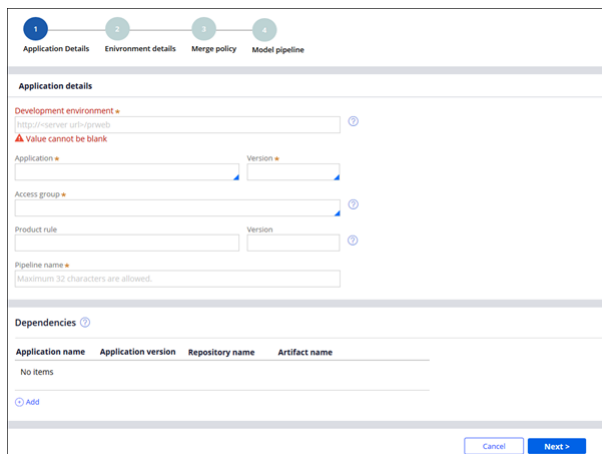 1 2 3 4
Application Details Enivronment details Merge policy Model pipeline
Application details
Development environment ★
http://<server url>/prweb
Value cannot be blank
Application ★ Version ★
Access group ★
Product rule Version
Pipeline name ★
Maximum 32 characters are allowed.
Dependencies ?
Application name Application version Repository name Artifact name
No items
Add
Cancel Next >